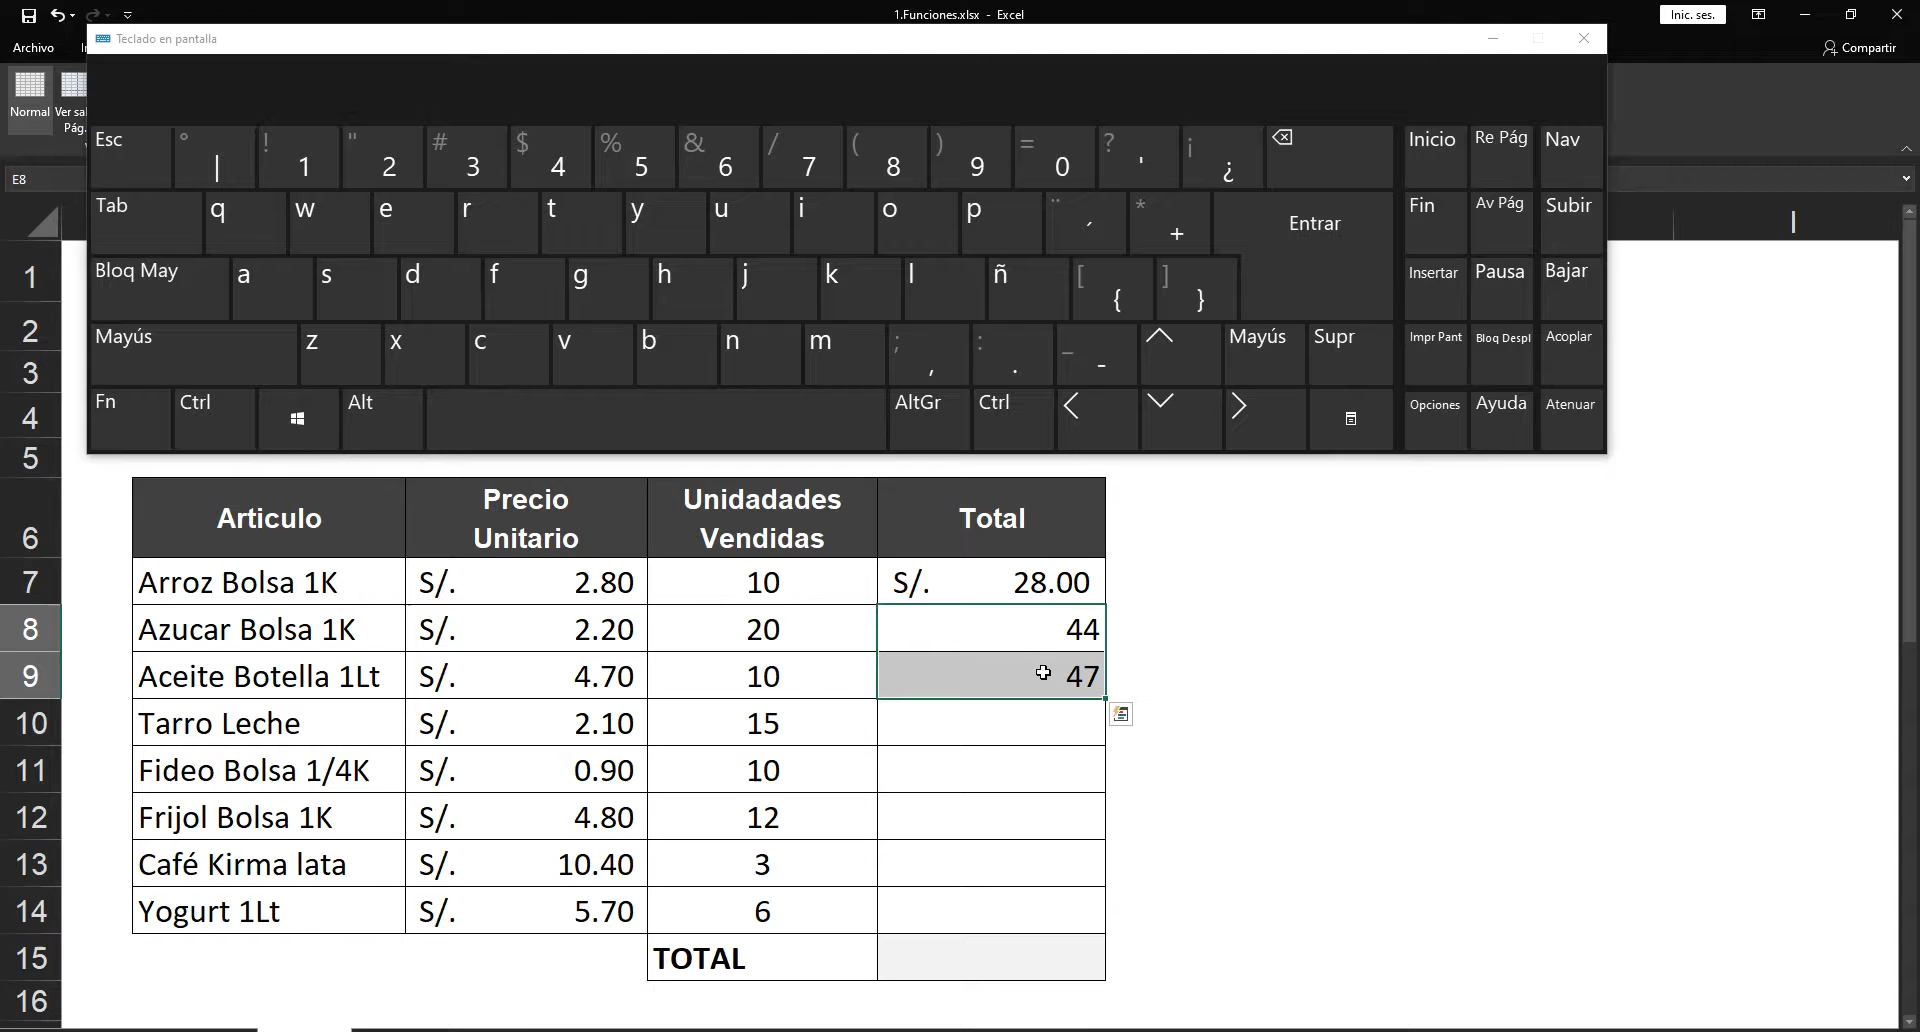 1.Funciones.xlsx - Excel
Inic. ses.
Archivo
Compartir
Teclado en pantalla
Normal
Ver sal
Pág.
E8
Esc ° | ! 1 " 2 # 3 $ 4 % 5 & 6 / 7 ( 8 ) 9 = 0 ? ' ¡ ¿ Inicio Re Pág Nav
Tab q w e r t y u i o p ¨ ´ * + Entrar Fin Av Pág Subir
Bloq May a s d f g h j k l ñ [ { ] } Insertar Pausa Bajar
Mayús z x c v b n m ; , : . _ - Mayús Supr Impr Pant Bloq Despl Acoplar
Fn Ctrl Alt AltGr Ctrl Opciones Ayuda Atenuar
1
2
3
4
5
6 Articulo Precio Unitario Unidadades Vendidas Total
7 Arroz Bolsa 1K S/. 2.80 10 S/. 28.00
8 Azucar Bolsa 1K S/. 2.20 20 44
9 Aceite Botella 1Lt S/. 4.70 10 47
10 Tarro Leche S/. 2.10 15
11 Fideo Bolsa 1/4K S/. 0.90 10
12 Frijol Bolsa 1K S/. 4.80 12
13 Café Kirma lata S/. 10.40 3
14 Yogurt 1Lt S/. 5.70 6
15 TOTAL
16